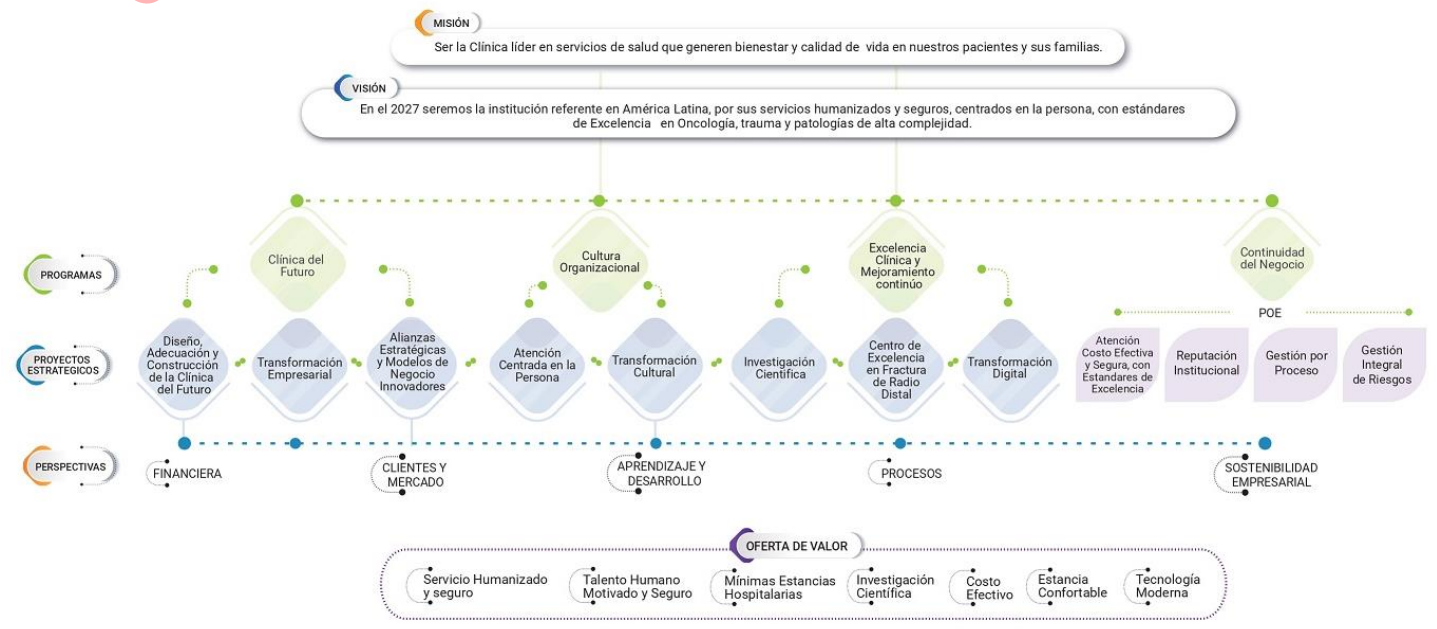 MISIÓN
Ser la Clínica líder en servicios de salud que generen bienestar y calidad de vida en nuestros pacientes y sus familias.
VISIÓN
En el 2027 seremos la institución referente en América Latina, por sus servicios humanizados y seguros, centrados en la persona, con estándares
de Excelencia en Oncología, trauma y patologías de alta complejidad.
PROGRAMAS
Clínica del
Futuro
Cultura
Organizacional
Excelencia
Clínica y
Mejoramiento
continúo
Continuidad
del Negocio
POE
PROYECTOS
ESTRATEGICOS
Diseño,
Adecuación y
Construcción
de la Clínica
del Futuro
Transformación
Empresarial
Alianzas
Estratégicas
y Modelos de
Negocio
Innovadores
Atención
Centrada en la
Persona
Transformación
Cultural
Investigación
Científica
Centro de
Excelencia
en Fractura
de Radio
Distal
Transformación
Digital
Atención
Costo Efectiva
y Segura, con
Estandares de
Excelencia
Reputación
Institucional
Gestión por
Proceso
Gestión
Integral
de Riesgos
PERSPECTIVAS
FINANCIERA
CLIENTES Y
MERCADO
APRENDIZAJE Y
DESARROLLO
PROCESOS
SOSTENIBILIDAD
EMPRESARIAL
OFERTA DE VALOR
Servicio Humanizado
y seguro
Talento Humano
Motivado y Seguro
Mínimas Estancias
Hospitalarias
Investigación
Científica
Costo
Efectivo
Estancia
Confortable
Tecnología
Moderna